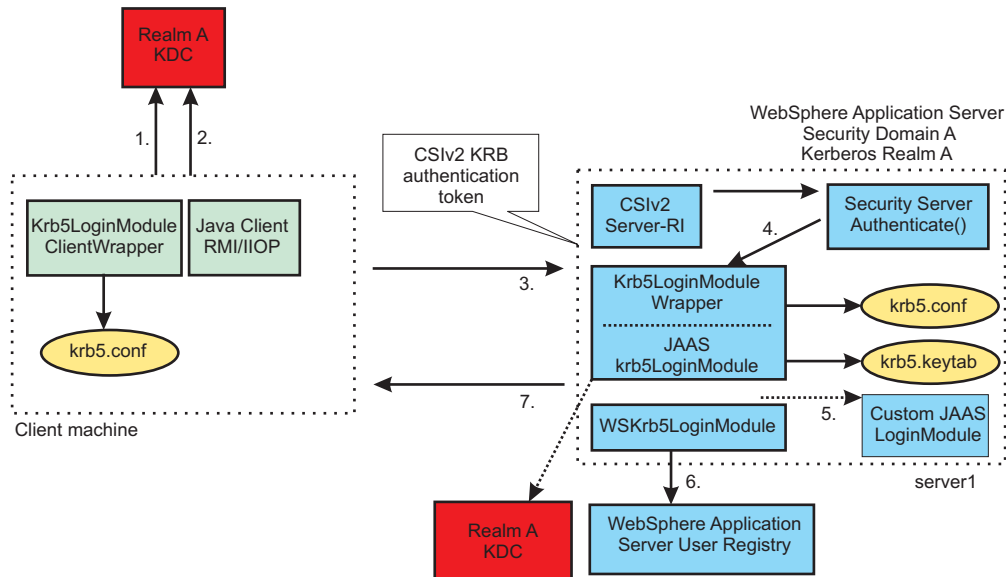 Realm A
KDC
1.
2.
WebSphere Application Server
Security Domain A
Kerberos Realm A
CSIv2 KRB
authentication
token
Krb5LoginModule
ClientWrapper
Java Client
RMI/IIOP
CSIv2
Server-RI
Security Server
Authenticate()
4.
3.
Krb5LoginModule
Wrapper
krb5.conf
krb5.conf
JAAS
krb5LoginModule
krb5.keytab
7.
5.
Custom JAAS
LoginModule
WSKrb5LoginModule
Client machine
server1
6.
Realm A
KDC
WebSphere Application
Server User Registry